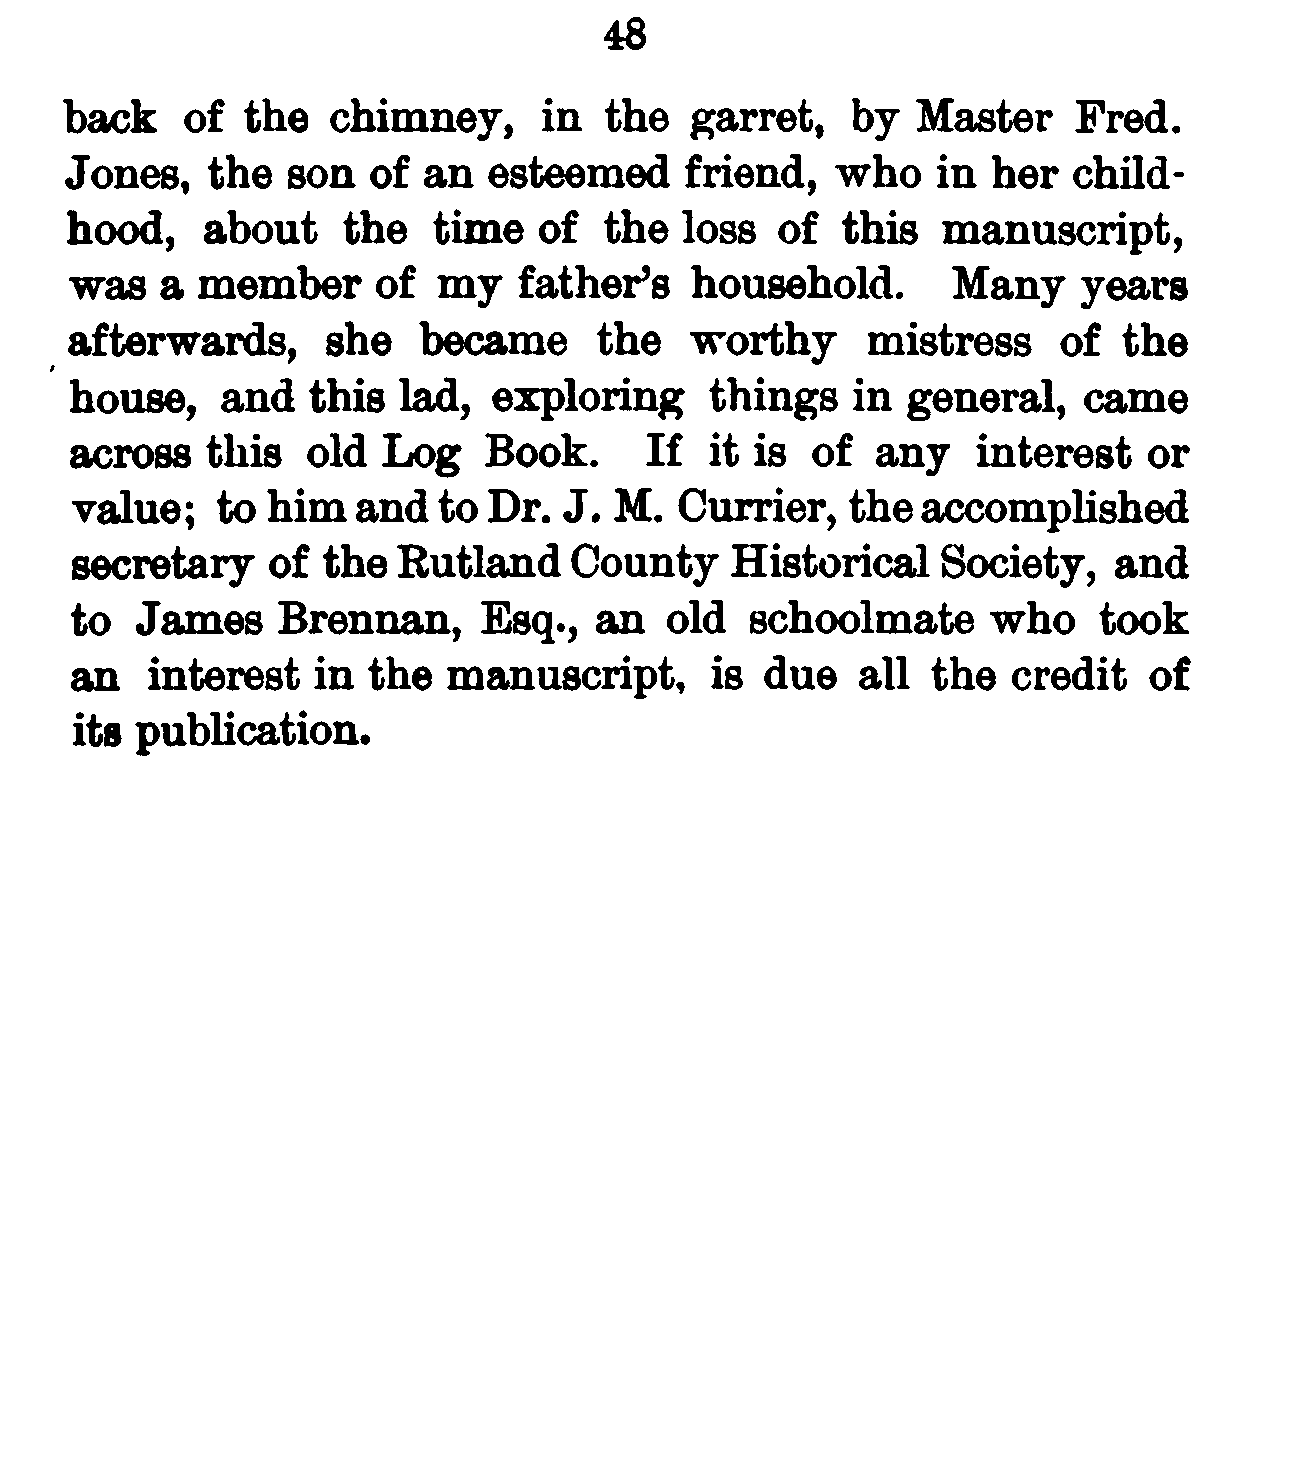 48
back of the chimney, in the garret, by Master Fred.
Jones, the son of an esteemed friend, who in her child-
hood, about the time of the loss of this manuscript,
was a member of my father's household. Many years
afterwards, she became the worthy mistress of the
house, and this lad, exploring things in general, came
across this old Log Book. If it is of any interest or
value; to him and to Dr. J. M. Currier, the accomplished
secretary of the Rutland County Historical Society, and
to James Brennan, Esq., an old schoolmate who took
an interest in the manuscript, is due all the credit of
its publication.